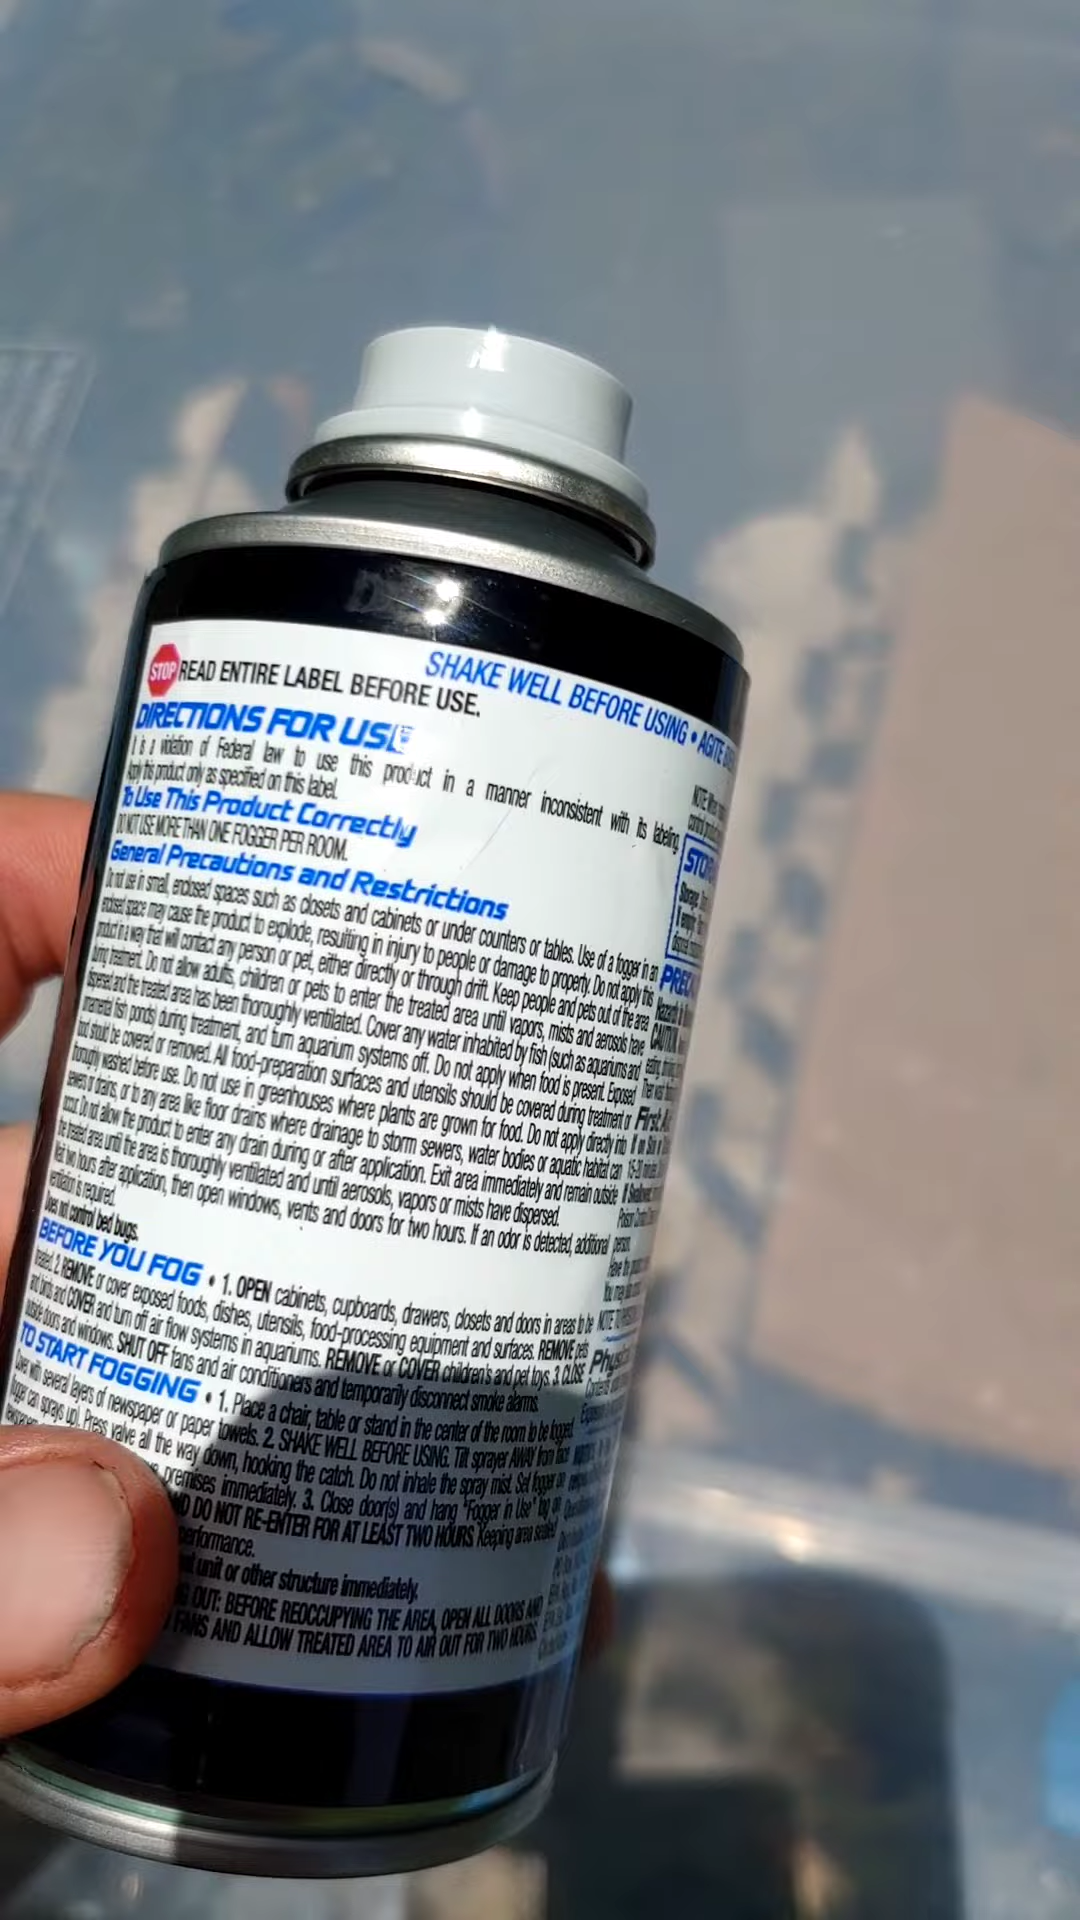 STOP READ ENTIRE LABEL BEFORE USE.
SHAKE WELL BEFORE USING • AGITE
DIRECTIONS FOR USE
It is a violation of Federal law to use this product in a manner inconsistent with its labeling.
Apply this product only as specified on this label.
To Use This Product Correctly
DO NOT USE MORE THAN ONE FOGGER PER ROOM.
General Precautions and Restrictions
Do not use in small, enclosed spaces such as closets and cabinets or under counters or tables. Use of a fogger in an
enclosed space may cause the product to explode, resulting in injury to people or damage to property. Do not apply this
product in a way that will contact any person or pet, either directly or through drift. Keep people and pets out of the area
during treatment. Do not allow adults, children or pets to enter the treated area until vapors, mists and aerosols have
dispersed and the treated area has been thoroughly ventilated. Cover any water inhabited by fish (such as aquariums and
ornamental fish ponds) during treatment, and turn aquarium systems off. Do not apply when food is present. Exposed
food should be covered or removed. All food-preparation surfaces and utensils should be covered during treatment or
thoroughly washed before use. Do not use in greenhouses where plants are grown for food. Do not apply directly into
sewers or drains, or to any area like floor drains where drainage to storm sewers, water bodies or aquatic habitat can
occur. Do not allow the product to enter any drain during or after application. Exit area immediately and remain outside
the treated area until the area is thoroughly ventilated and until aerosols, vapors or mists have dispersed.
Wait two hours after application, then open windows, vents and doors for two hours. If an odor is detected, additional
ventilation is required.
Does not control bed bugs.
BEFORE YOU FOG • 1. OPEN cabinets, cupboards, drawers, closets and doors in areas to be
treated. 2. REMOVE or cover exposed foods, dishes, utensils, food-processing equipment and surfaces. REMOVE pets
and birds and COVER and turn off air flow systems in aquariums. REMOVE or COVER children's and pet toys. 3. CLOSE
outside doors and windows. SHUT OFF fans and air conditioners and temporarily disconnect smoke alarms.
TO START FOGGING • 1. Place a chair, table or stand in the center of the room to be fogged.
Cover with several layers of newspaper or paper towels. 2. SHAKE WELL BEFORE USING. Tilt sprayer AWAY from face
(fogger can sprays up). Press valve all the way down, hooking the catch. Do not inhale the spray mist. Set fogger on
premises immediately. 3. Close door(s) and hang "Fogger in Use" tag on
AND DO NOT RE-ENTER FOR AT LEAST TWO HOURS. Keeping area sealed
performance.
unit or other structure immediately.
OUT: BEFORE REOCCUPYING THE AREA, OPEN ALL DOORS AND
FANS AND ALLOW TREATED AREA TO AIR OUT FOR TWO HOURS.
NOTE: When
CAUTION
If on Skin
If Swallowed
person.